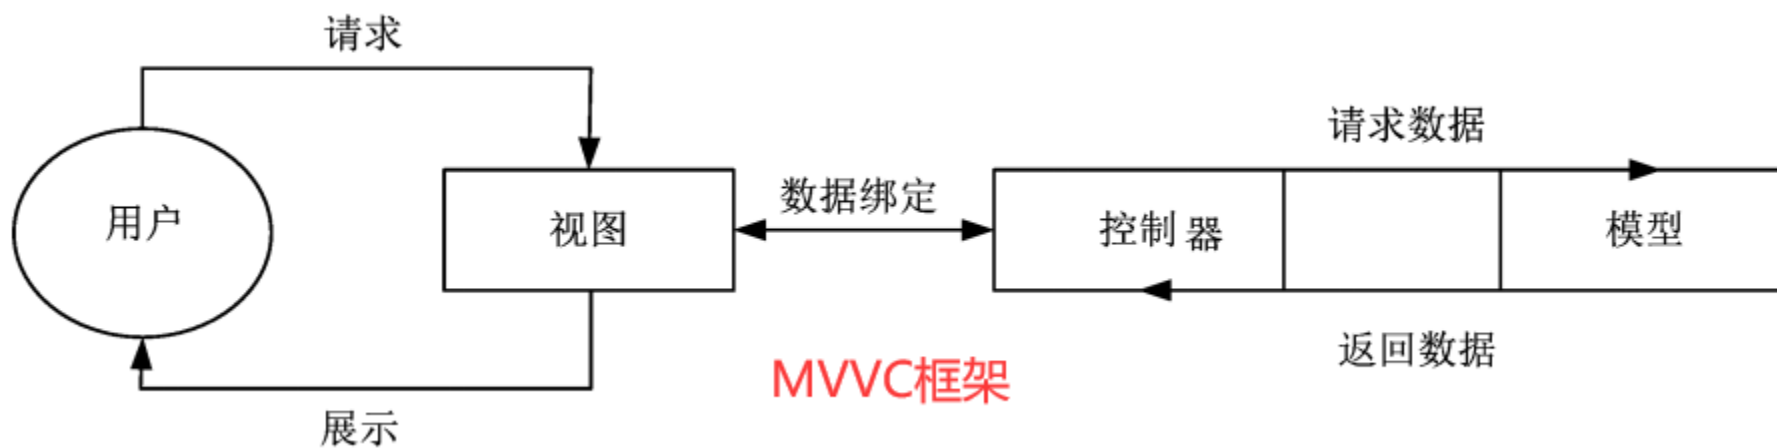 请求
请求数据
用户
视图
数据绑定
控制器
模型
返回数据
MVVC框架
展示